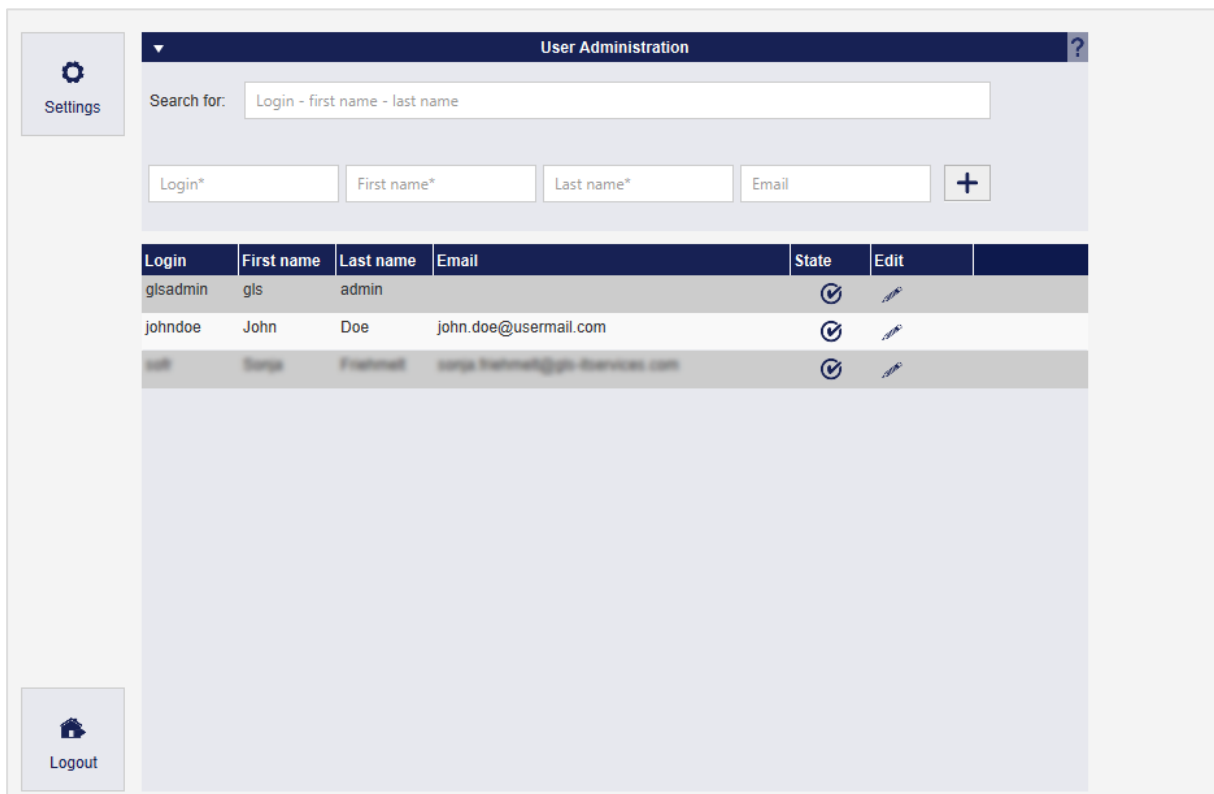 User Administration ?
Settings
Search for: Login - first name - last name
Login* First name* Last name* Email
Login First name Last name Email State Edit
glsadmin gls admin
johndoe John Doe john.doe@usermail.com
Logout